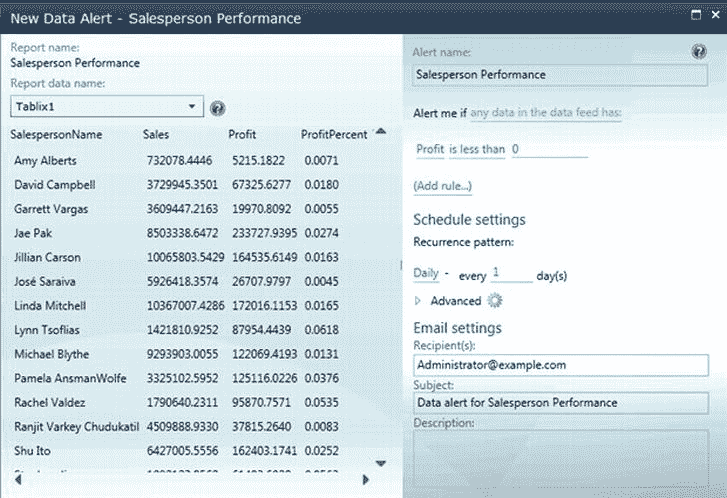 New Data Alert - Salesperson Performance
Report name:
Salesperson Performance
Report data name:
Tablix1
SalespersonName Sales Profit ProfitPercent
Amy Alberts 732078.4446 5215.1822 0.0071
David Campbell 3729945.3501 67325.6277 0.0180
Garrett Vargas 3609447.2163 19970.8092 0.0055
Jae Pak 8503338.6472 233727.9395 0.0274
Jillian Carson 10065803.5429 164535.6149 0.0163
José Saraiva 5926418.3574 26707.9797 0.0045
Linda Mitchell 10367007.4286 172016.1153 0.0165
Lynn Tsoflias 1421810.9252 87954.4439 0.0618
Michael Blythe 9293903.0055 122069.4193 0.0131
Pamela AnsmanWolfe 3325102.5952 125116.0226 0.0376
Rachel Valdez 1790640.2311 95870.7571 0.0535
Ranjit Varkey Chudukatil 4509888.9330 37815.2640 0.0083
Shu Ito 6427005.5556 162403.1741 0.0252
Alert name:
Salesperson Performance
Alert me if any data in the data feed has:
Profit is less than 0
(Add rule...)
Schedule settings
Recurrence pattern:
Daily - every 1 day(s)
Advanced
Email settings
Recipient(s):
Administrator@example.com
Subject:
Data alert for Salesperson Performance
Description: